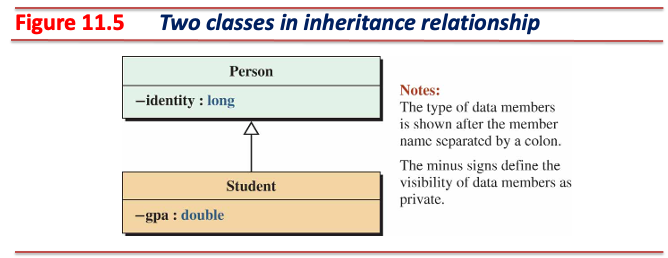 Figure 11.5 Two classes in inheritance relationship
Person
–identity : long
Student
–gpa : double
Notes:
The type of data members
is shown after the member
name separated by a colon.
The minus signs define the
visibility of data members as
private.